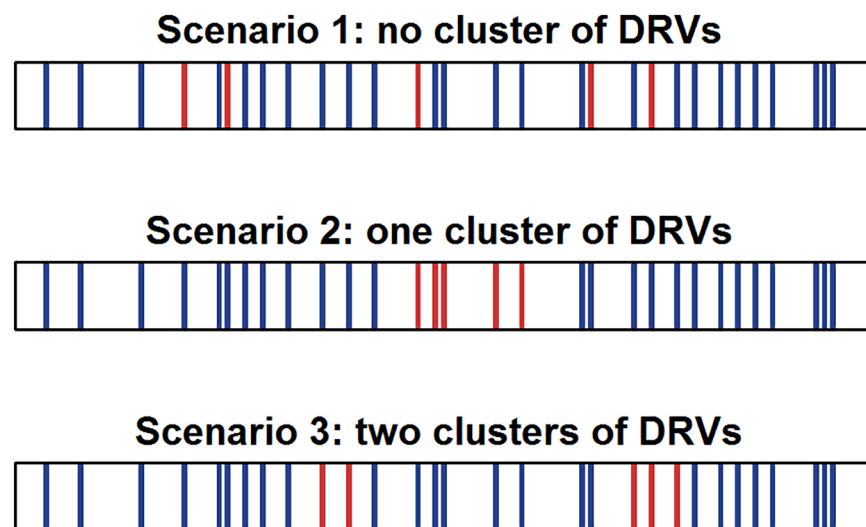 Scenario 1: no cluster of DRVs
Scenario 2: one cluster of DRVs
Scenario 3: two clusters of DRVs